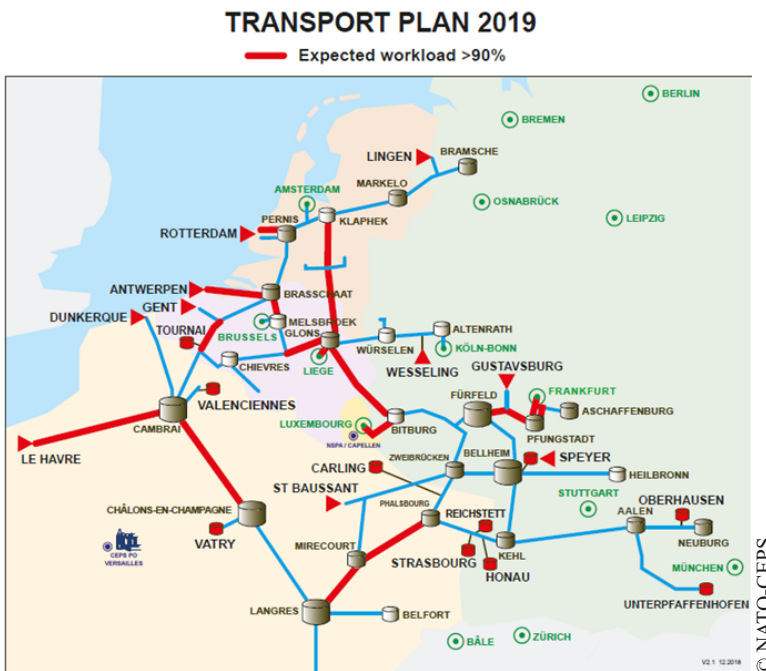 TRANSPORT PLAN 2019
Expected workload >90%
BERLIN
BREMEN
LINGEN
BRAMSCHE
MARKELO
AMSTERDAM
OSNABRÜCK
LEIPZIG
PERNIS
KLAPHEK
ROTTERDAM
ANTWERPEN
BRASSCHAAT
GENT
DUNKERQUE
TOURNAI
BRUSSELS
MELSBROEK
GLONS
ALTENRATH
WÜRSELEN
KÖLN-BONN
CHIEVRES
LIEGE
WESSELING
GUSTAVSBURG
VALENCIENNES
FÜRFELD
FRANKFURT
ASCHAFFENBURG
CAMBRAI
LUXEMBOURG
BITBURG
PFUNGSTADT
NSPA / CAPELLEN
LE HAVRE
ZWEIBRÜCKEN
BELLHEIM
SPEYER
CARLING
HEILBRONN
ST BAUSSANT
STUTTGART
OBERHAUSEN
CHÂLONS-EN-CHAMPAGNE
PHALSBOURG
REICHSTETT
AALEN
NEUBURG
VATRY
MIRECOURT
KEHL
CEPS PO
VERSAILLES
STRASBOURG
HONAU
MÜNCHEN
UNTERPFAFFENHOFEN
LANGRES
BELFORT
BÂLE
ZÜRICH
V2.1 12.2018
© NATO-CEPS